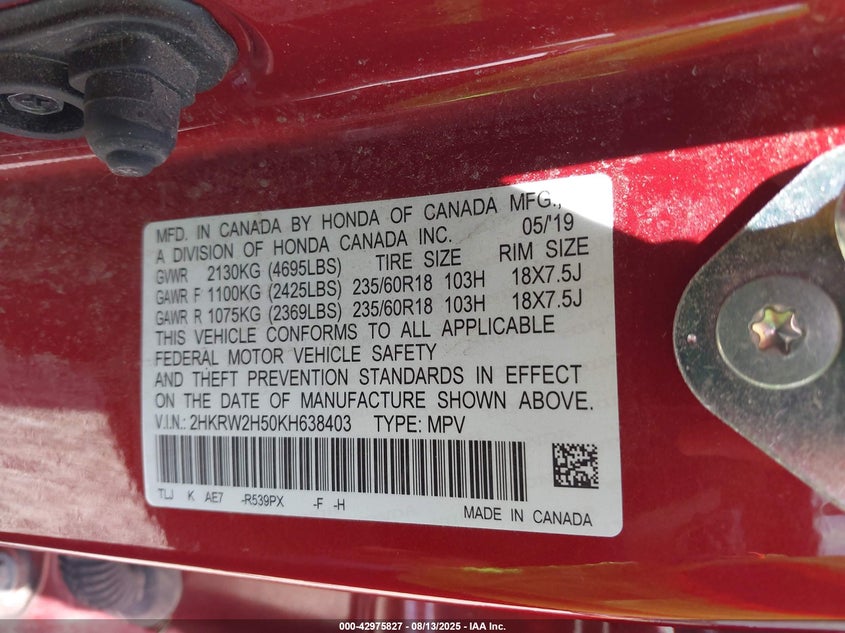 MFD. IN CANADA BY HONDA OF CANADA MFG.,
A DIVISION OF HONDA CANADA INC. 05/'19
GVWR 2130KG (4695LBS) TIRE SIZE RIM SIZE
GAWR F 1100KG (2425LBS) 235/60R18 103H 18X7.5J
GAWR R 1075KG (2369LBS) 235/60R18 103H 18X7.5J
THIS VEHICLE CONFORMS TO ALL APPLICABLE
FEDERAL MOTOR VEHICLE SAFETY
AND THEFT PREVENTION STANDARDS IN EFFECT
ON THE DATE OF MANUFACTURE SHOWN ABOVE.
V.I.N.: 2HKRW2H50KH638403 TYPE: MPV
TLJ K AE7 -R539PX -F -H
MADE IN CANADA
000-42975827 - 08/13/2025 - IAA Inc.